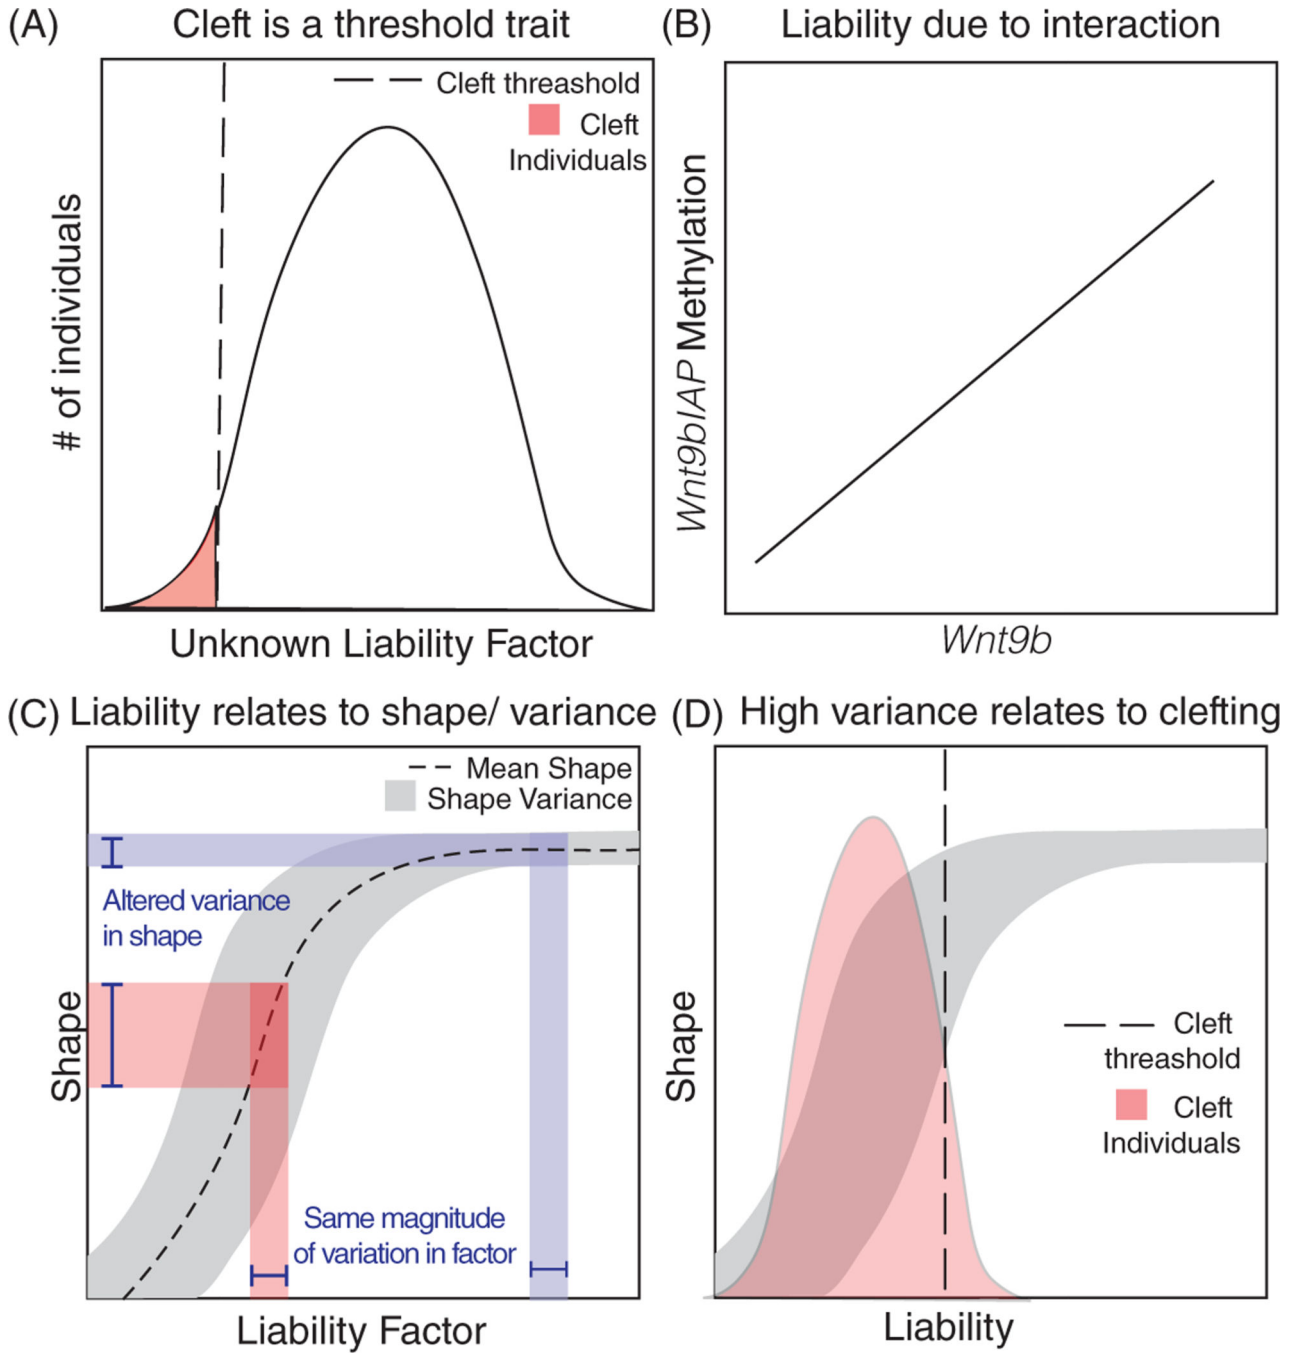 (A) Cleft is a threshold trait
Cleft threashold
Cleft
Individuals
# of individuals
Unknown Liability Factor
(B) Liability due to interaction
Wnt9bIAP Methylation
Wnt9b
(C) Liability relates to shape/ variance
Mean Shape
Shape Variance
Altered variance
in shape
Same magnitude
of variation in factor
Shape
Liability Factor
(D) High variance relates to clefting
Cleft
threashold
Cleft
Individuals
Shape
Liability